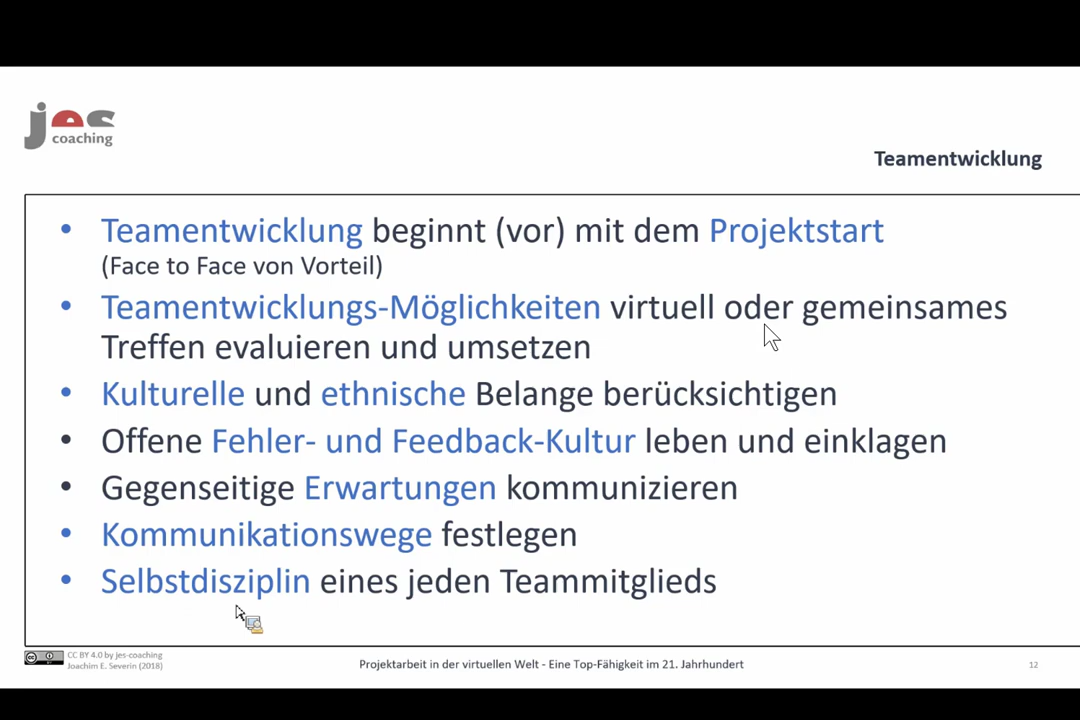 jes
coaching
Teamentwicklung
• Teamentwicklung beginnt (vor) mit dem Projektstart
(Face to Face von Vorteil)
• Teamentwicklungs-Möglichkeiten virtuell oder gemeinsames
Treffen evaluieren und umsetzen
• Kulturelle und ethnische Belange berücksichtigen
• Offene Fehler- und Feedback-Kultur leben und einklagen
• Gegenseitige Erwartungen kommunizieren
• Kommunikationswege festlegen
• Selbstdisziplin eines jeden Teammitglieds
CC BY 4.0 by jes-coaching
Joachim E. Severin (2018)
Projektarbeit in der virtuellen Welt - Eine Top-Fähigkeit im 21. Jahrhundert
12